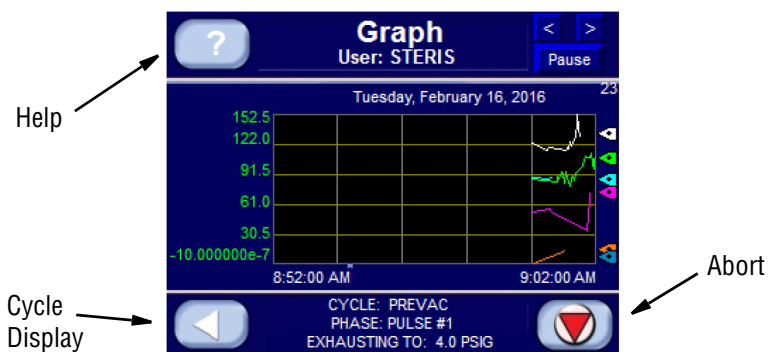 Help
?
Graph
User: STERIS
< >
Pause
Tuesday, February 16, 2016
23
152.5
122.0
91.5
61.0
30.5
-10.000000e-7
8:52:00 AM
9:02:00 AM
Cycle
Display
CYCLE: PREVAC
PHASE: PULSE #1
EXHAUSTING TO: 4.0 PSIG
Abort